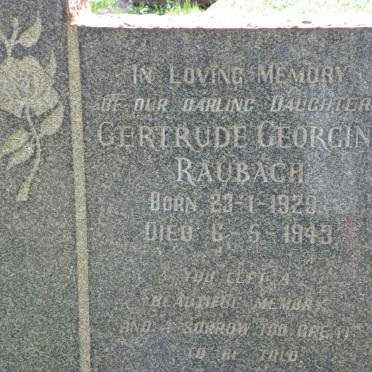 IN LOVING MEMORY
OF OUR DARLING DAUGHTER
GERTRUDE GEORGIN
RAUBACH
BORN 23-1-1929
DIED 6-5-1943
YOU LEFT A
BEAUTIFUL MEMORY
AND A SORROW TOO GREAT
TO BE TOLD